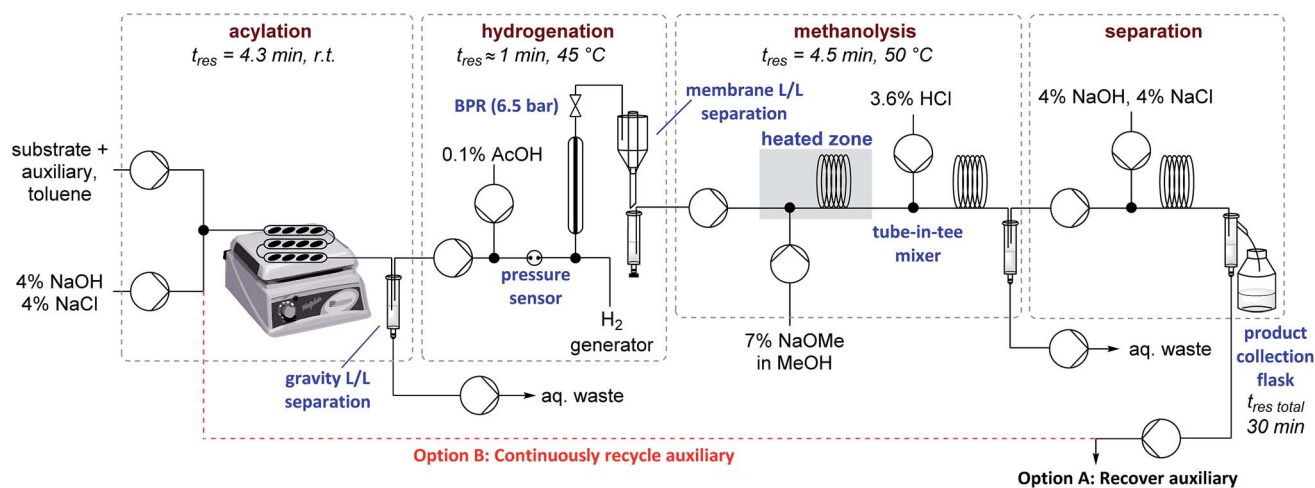 acylation
t_res = 4.3 min, r.t.
hydrogenation
t_res ≈ 1 min, 45 °C
methanolysis
t_res = 4.5 min, 50 °C
separation
substrate +
auxiliary,
toluene
4% NaOH
4% NaCl
gravity L/L
separation
aq. waste
0.1% AcOH
BPR (6.5 bar)
pressure
sensor
H2
generator
membrane L/L
separation
heated zone
3.6% HCl
tube-in-tee
mixer
7% NaOMe
in MeOH
aq. waste
4% NaOH, 4% NaCl
product
collection
flask
t_res total
30 min
Option B: Continuously recycle auxiliary
Option A: Recover auxiliary